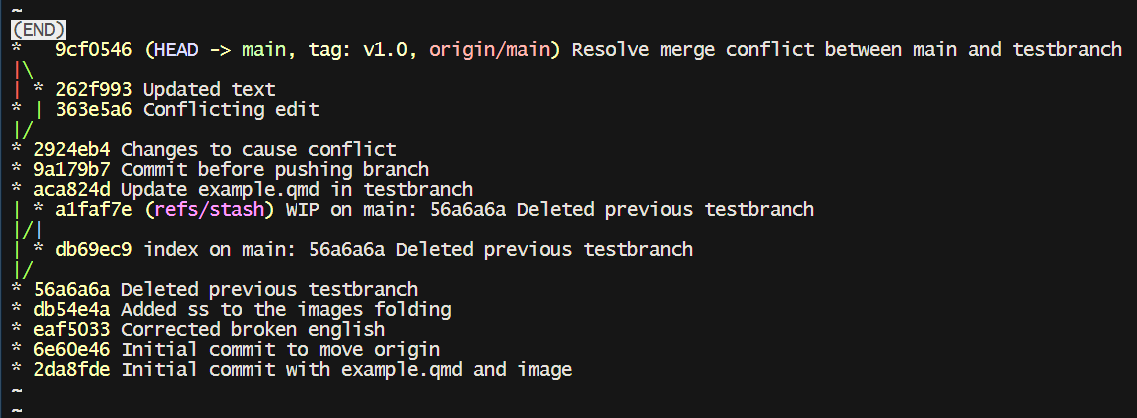 ~
(END)
*   9cf0546 (HEAD -> main, tag: v1.0, origin/main) Resolve merge conflict between main and testbranch
|\
| * 262f993 Updated text
* | 363e5a6 Conflicting edit
|/
* 2924eb4 Changes to cause conflict
* 9a179b7 Commit before pushing branch
* aca824d Update example.qmd in testbranch
| * a1faf7e (refs/stash) WIP on main: 56a6a6a Deleted previous testbranch
|/|
| * db69ec9 index on main: 56a6a6a Deleted previous testbranch
|/
* 56a6a6a Deleted previous testbranch
* db54e4a Added ss to the images folding
* eaf5033 Corrected broken english
* 6e60e46 Initial commit to move origin
* 2da8fde Initial commit with example.qmd and image
~
~